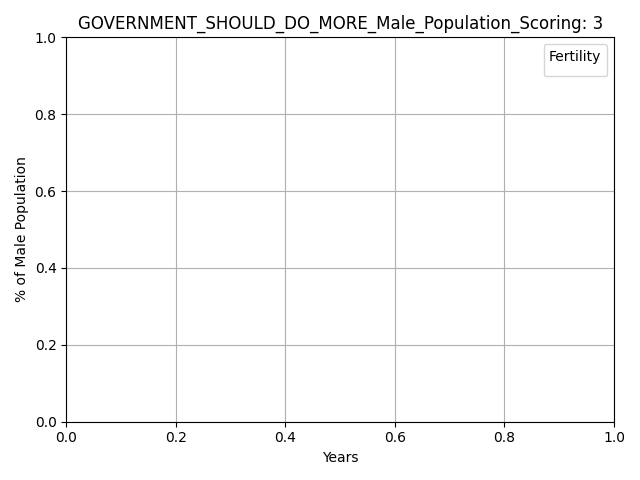 GOVERNMENT_SHOULD_DO_MORE_Male_Population_Scoring: 3
Fertility
1.0
0.8
0.6
0.4
0.2
0.0
% of Male Population
0.0 0.2 0.4 0.6 0.8 1.0
Years